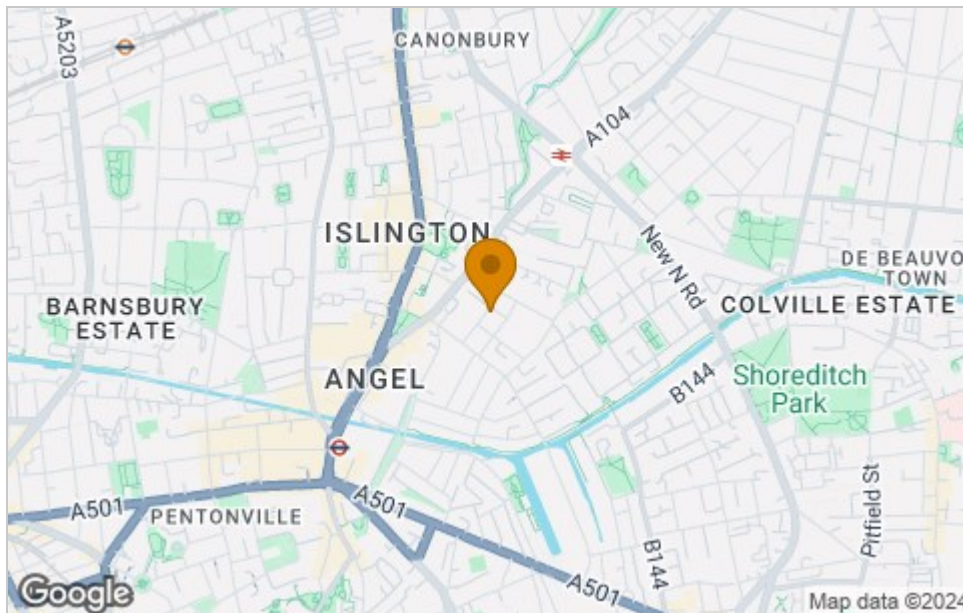 A5203
CANONBURY
A104
ISLINGTON
New N Rd
DE BEAUVO
TOWN
BARNSBURY
ESTATE
COLVILLE ESTATE
ANGEL
B144
Shoreditch
Park
A501
A501
PENTONVILLE
Pitfield St
B144
A501
Google
Map data ©2024